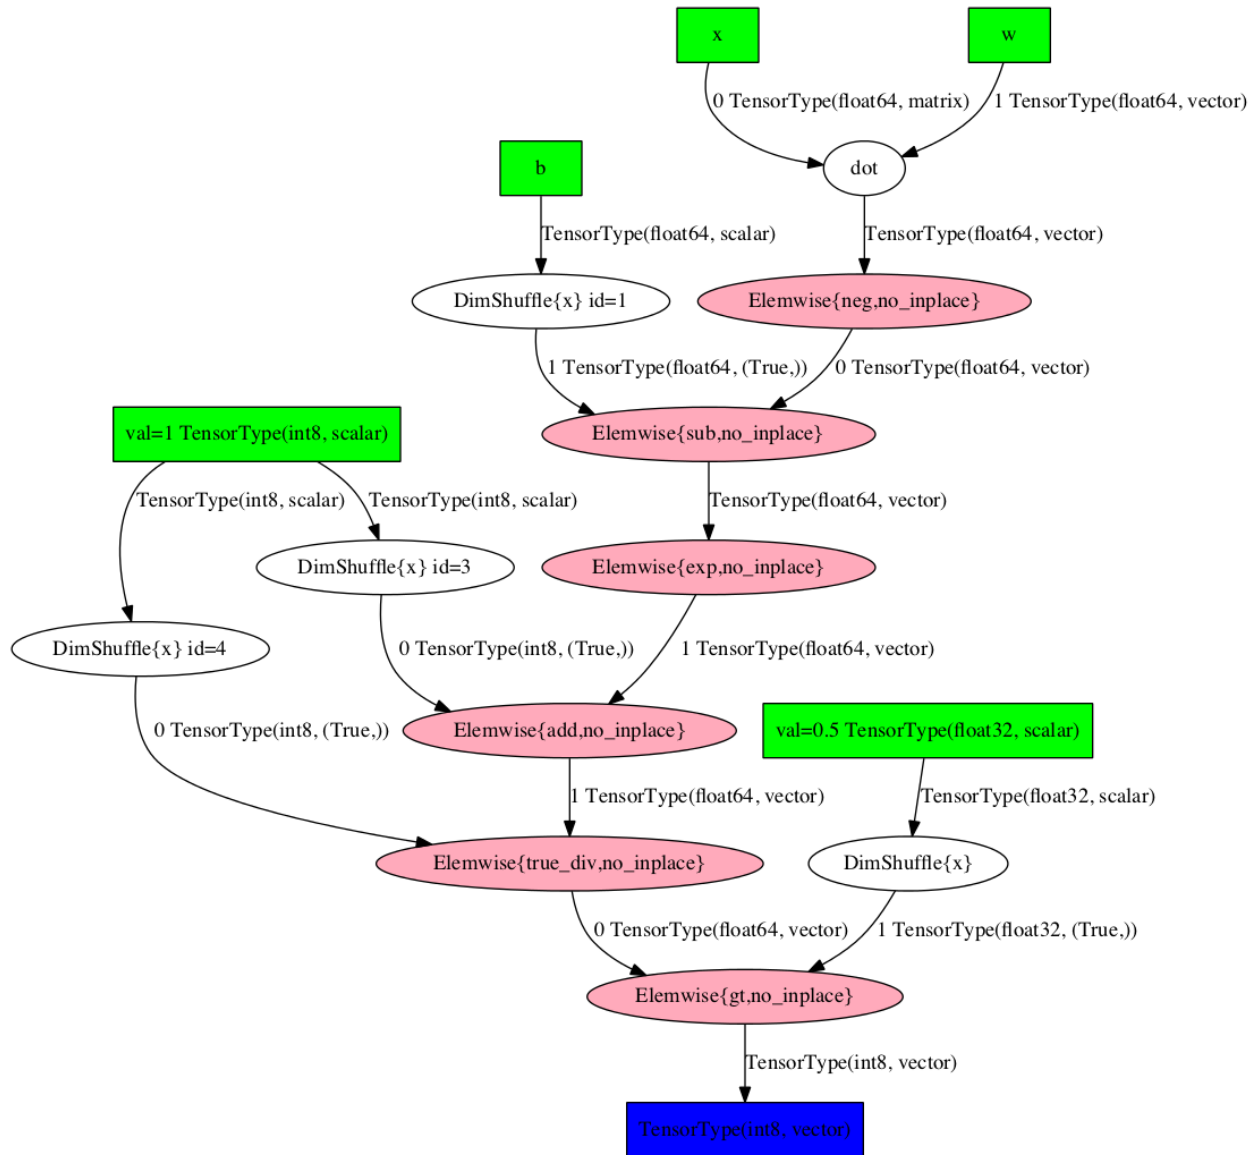 x
w
0 TensorType(float64, matrix)
1 TensorType(float64, vector)
b
dot
TensorType(float64, scalar)
TensorType(float64, vector)
DimShuffle{x} id=1
Elemwise{neg,no_inplace}
1 TensorType(float64, (True,))
0 TensorType(float64, vector)
val=1 TensorType(int8, scalar)
Elemwise{sub,no_inplace}
TensorType(int8, scalar)
TensorType(int8, scalar)
TensorType(float64, vector)
DimShuffle{x} id=3
Elemwise{exp,no_inplace}
DimShuffle{x} id=4
0 TensorType(int8, (True,))
1 TensorType(float64, vector)
0 TensorType(int8, (True,))
Elemwise{add,no_inplace}
val=0.5 TensorType(float32, scalar)
1 TensorType(float64, vector)
TensorType(float32, scalar)
Elemwise{true_div,no_inplace}
DimShuffle{x}
0 TensorType(float64, vector)
1 TensorType(float32, (True,))
Elemwise{gt,no_inplace}
TensorType(int8, vector)
TensorType(int8, vector)